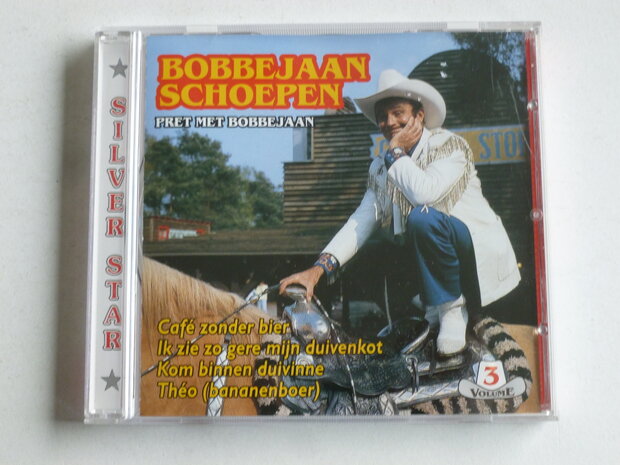 SILVER STAR
BOBBEJAAN
SCHOEPEN
PRET MET BOBBEJAAN
Café zonder bier
Ik zie zo gere mijn duivenkot
Kom binnen duivinne
Théo (bananenboer)
3
VOLUME